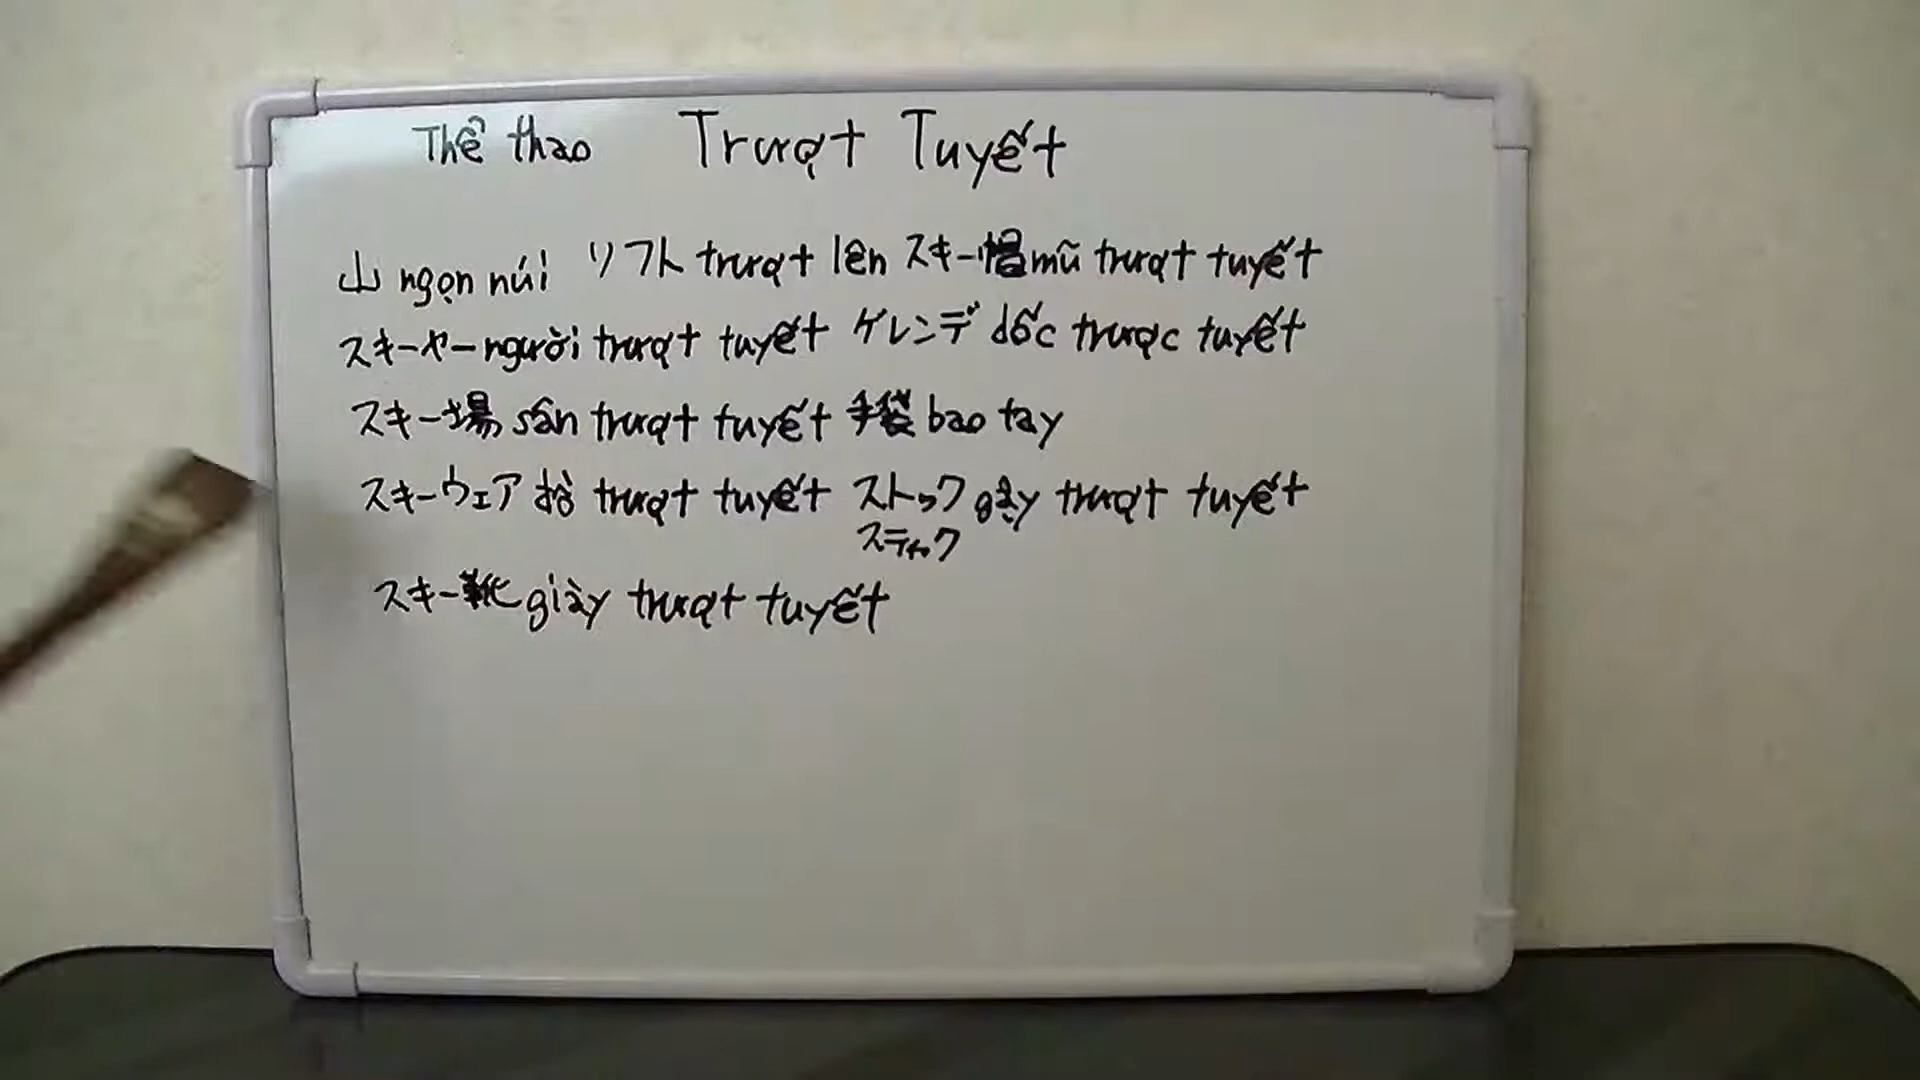 Thể thao Trượt Tuyết
山 ngọn núi リフト trượt lên スキー帽 mũ trượt tuyết
スキーヤー người trượt tuyết ゲレンデ dốc trược tuyết
スキー場 sân trượt tuyết 手袋 bao tay
スキーウェア đồ trượt tuyết ストック gậy trượt tuyết
スティック
スキー靴 giày trượt tuyết